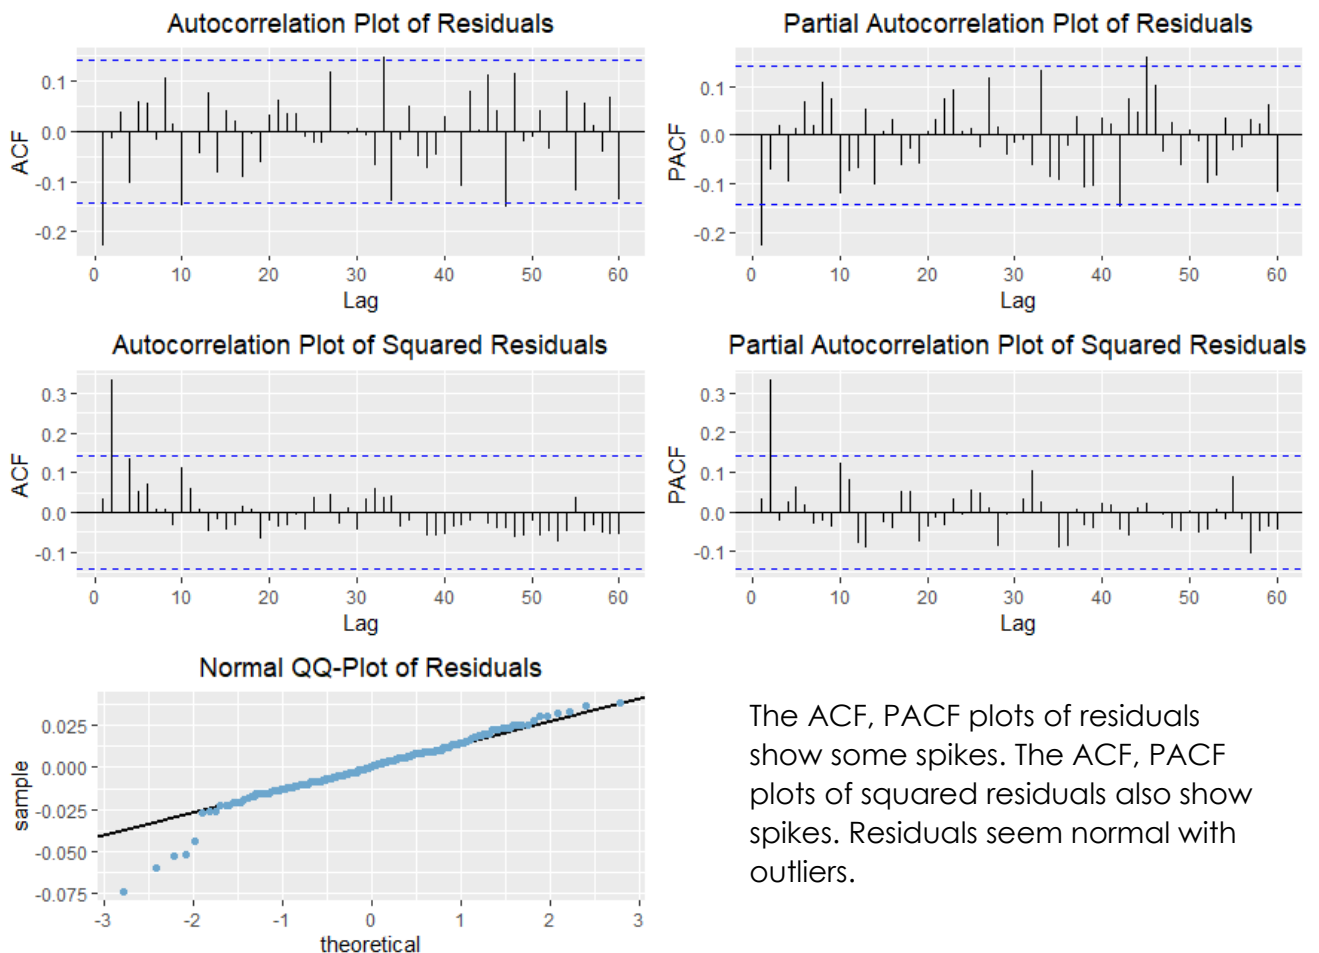 Autocorrelation Plot of Residuals
ACF
0.1
0.0
-0.1
-0.2
0 10 20 30 40 50 60
Lag
Partial Autocorrelation Plot of Residuals
PACF
0.1
0.0
-0.1
-0.2
0 10 20 30 40 50 60
Lag
Autocorrelation Plot of Squared Residuals
ACF
0.3
0.2
0.1
0.0
-0.1
0 10 20 30 40 50 60
Lag
Partial Autocorrelation Plot of Squared Residuals
PACF
0.3
0.2
0.1
0.0
-0.1
0 10 20 30 40 50 60
Lag
Normal QQ-Plot of Residuals
sample
0.025
0.000
-0.025
-0.050
-0.075
-3 -2 -1 0 1 2 3
theoretical
The ACF, PACF plots of residuals
show some spikes. The ACF, PACF
plots of squared residuals also show
spikes. Residuals seem normal with
outliers.